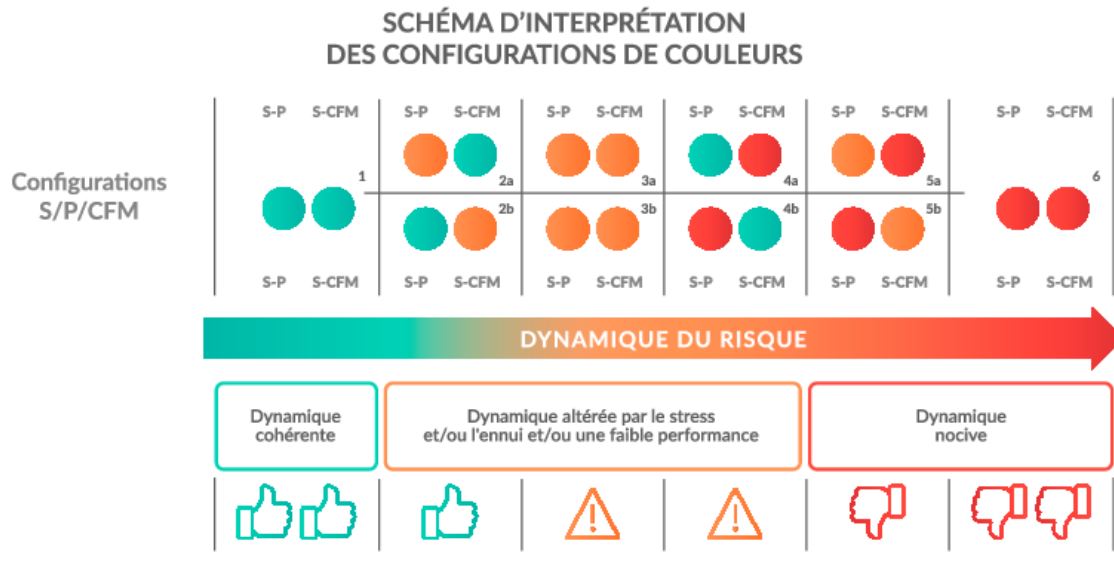 SCHÉMA D'INTERPRÉTATION
DES CONFIGURATIONS DE COULEURS
S-P S-CFM S-P S-CFM S-P S-CFM S-P S-CFM S-P S-CFM S-P S-CFM
Configurations
S/P/CFM
1 2a 3a 4a 5a 6
2b 3b 4b 5b
S-P S-CFM S-P S-CFM S-P S-CFM S-P S-CFM S-P S-CFM S-P S-CFM
DYNAMIQUE DU RISQUE
Dynamique
cohérente
Dynamique altérée par le stress
et/ou l'ennui et/ou une faible performance
Dynamique
nocive